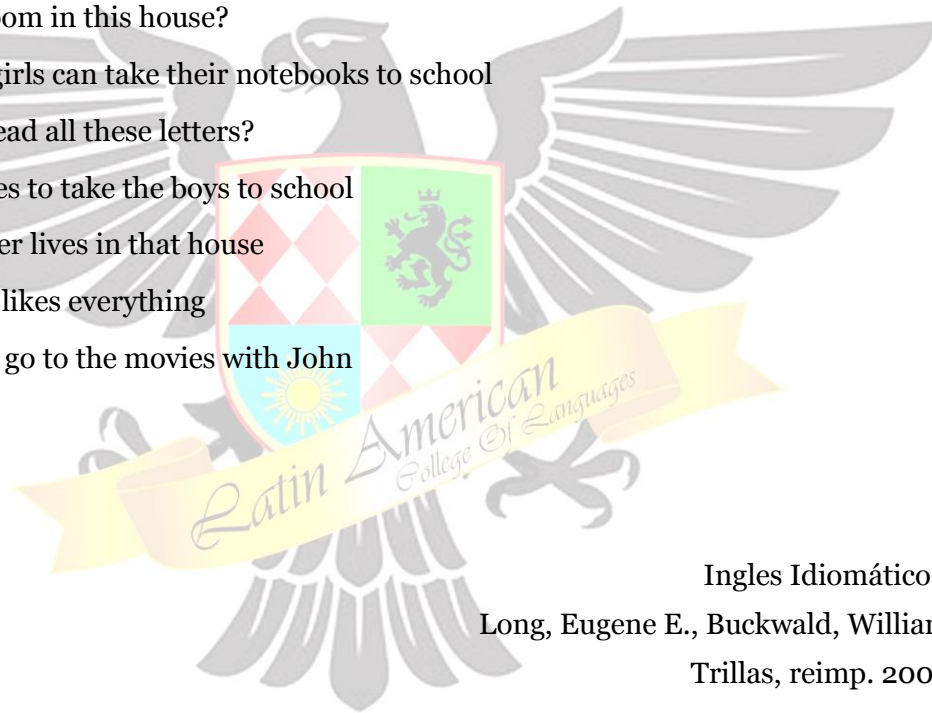 oom in this house?
girls can take their notebooks to school
ead all these letters?
es to take the boys to school
er lives in that house
likes everything
go to the movies with John
Latin American
College Of Languages
Ingles Idiomático
Long, Eugene E., Buckwald, William
Trillas, reimp. 200